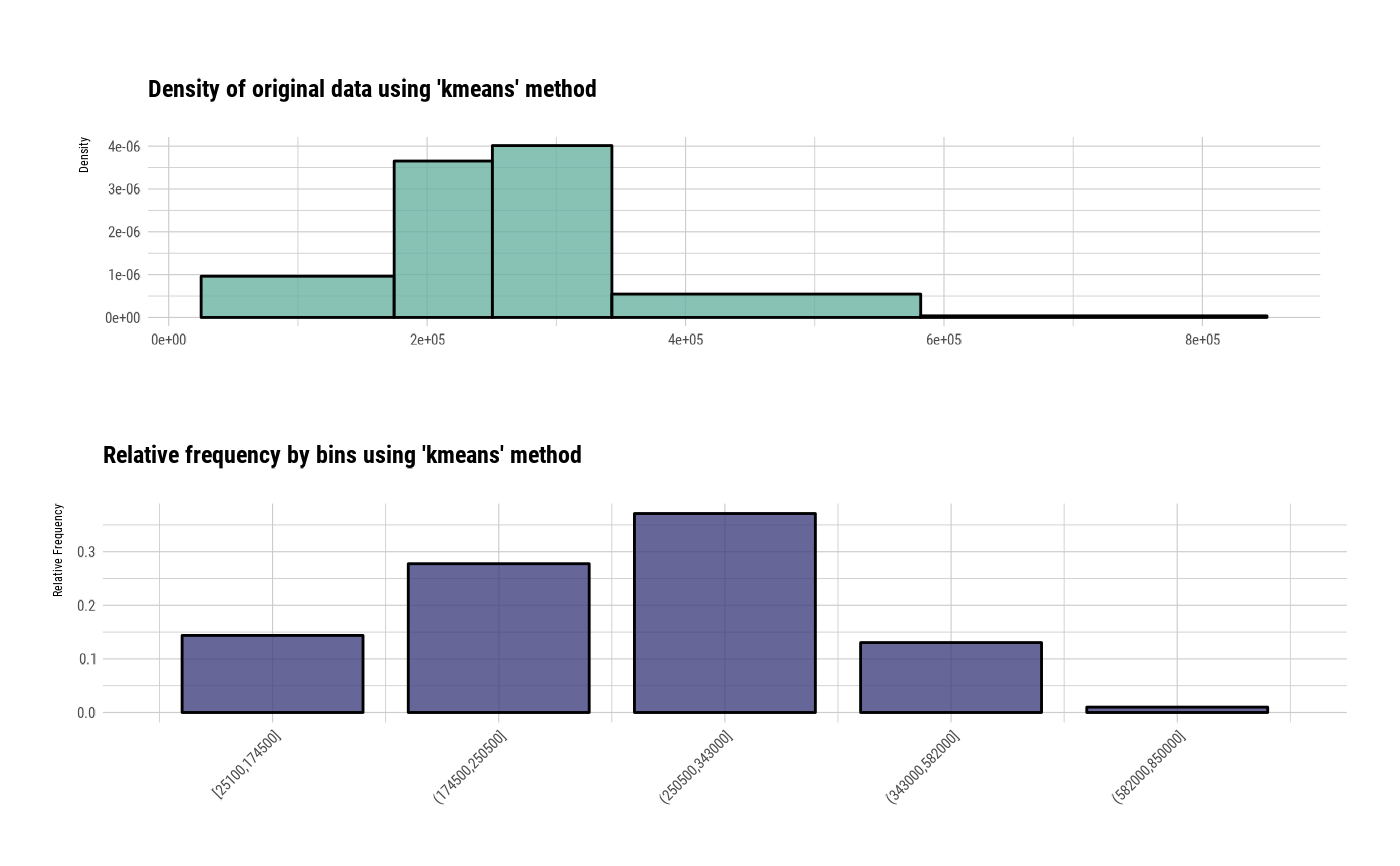 Density of original data using 'kmeans' method
Density
4e-06
3e-06
2e-06
1e-06
0e+00
0e+00 2e+05 4e+05 6e+05 8e+05
Relative frequency by bins using 'kmeans' method
Relative Frequency
0.3
0.2
0.1
0.0
[25100,174500] (174500,250500] (250500,343000] (343000,582000] (582000,850000]